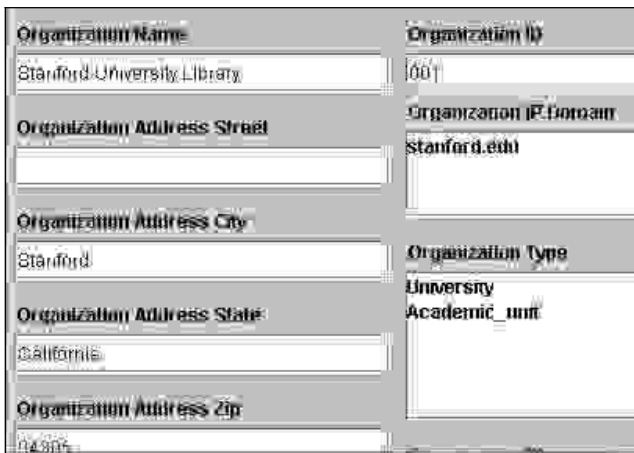 Organization Name
Stanford University Library
Organization Address Street
Organization Address City
Stanford
Organization Address State
California
Organization Address Zip
Organization ID
001
Organization IP Domain
stanford.edu
Organization Type
University
Academic_unit